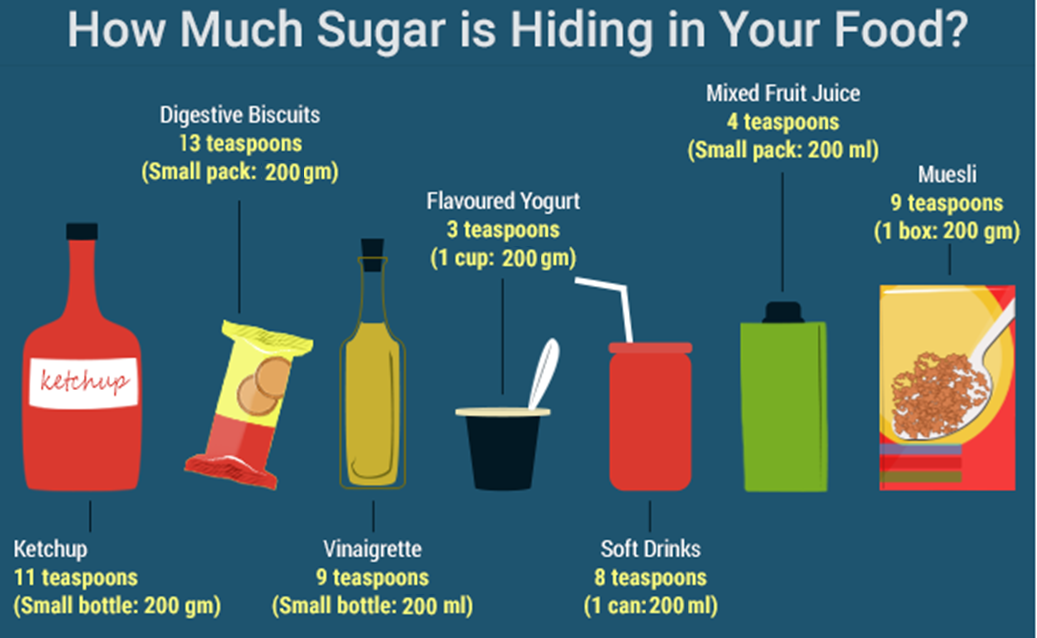 How Much Sugar is Hiding in Your Food?
Digestive Biscuits
13 teaspoons
(Small pack: 200 gm)
Flavoured Yogurt
3 teaspoons
(1 cup: 200 gm)
Mixed Fruit Juice
4 teaspoons
(Small pack: 200 ml)
Muesli
9 teaspoons
(1 box: 200 gm)
ketchup
Ketchup
11 teaspoons
(Small bottle: 200 gm)
Vinaigrette
9 teaspoons
(Small bottle: 200 ml)
Soft Drinks
8 teaspoons
(1 can: 200 ml)